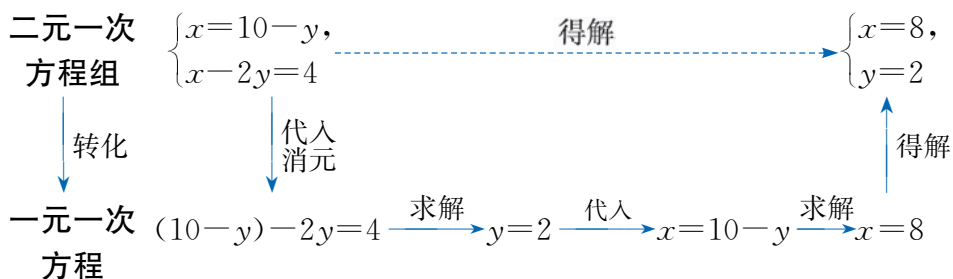 二元一次
方程组
x=10-y,
x-2y=4
得解
x=8,
y=2
转化
代入
消元
得解
一元一次
方程
(10-y)-2y=4
求解
y=2
代入
x=10-y
求解
x=8